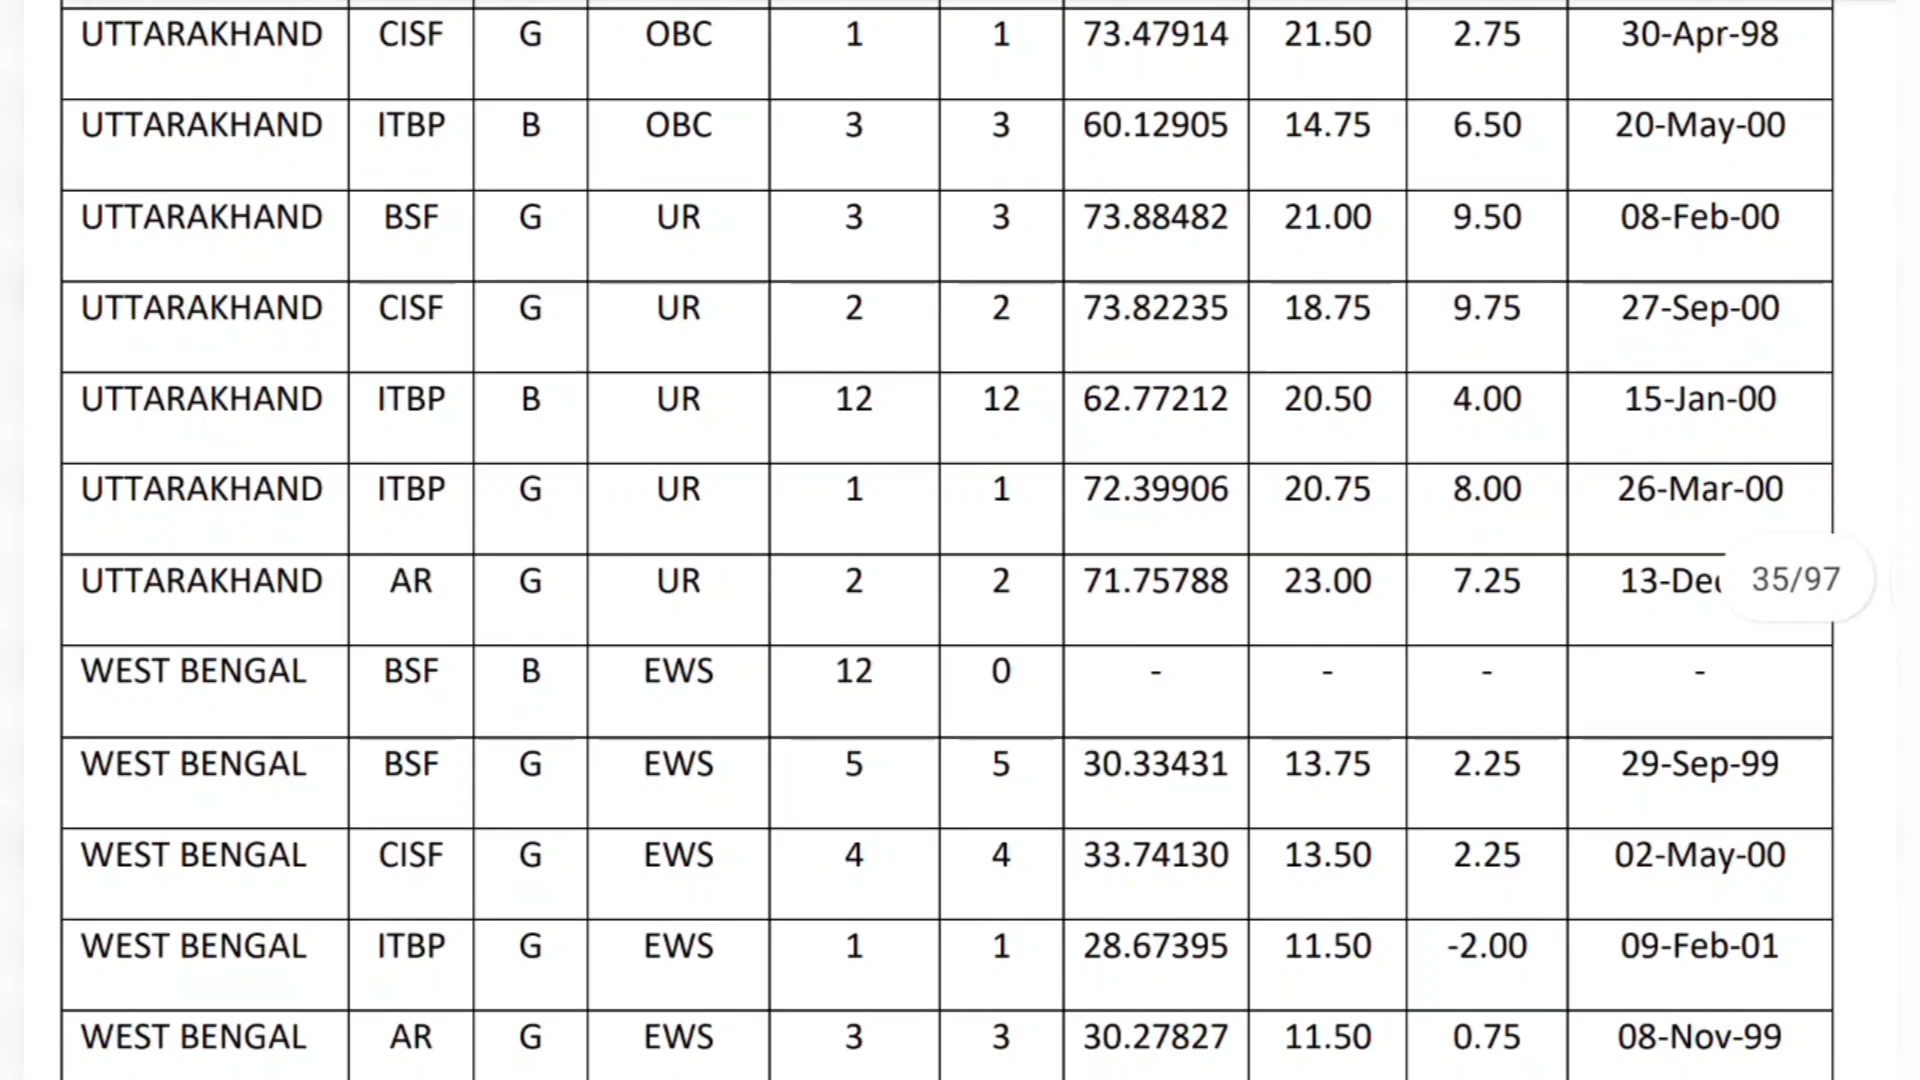 UTTARAKHAND CISF G OBC 1 1 73.47914 21.50 2.75 30-Apr-98
UTTARAKHAND ITBP B OBC 3 3 60.12905 14.75 6.50 20-May-00
UTTARAKHAND BSF G UR 3 3 73.88482 21.00 9.50 08-Feb-00
UTTARAKHAND CISF G UR 2 2 73.82235 18.75 9.75 27-Sep-00
UTTARAKHAND ITBP B UR 12 12 62.77212 20.50 4.00 15-Jan-00
UTTARAKHAND ITBP G UR 1 1 72.39906 20.75 8.00 26-Mar-00
UTTARAKHAND AR G UR 2 2 71.75788 23.00 7.25 35/97
WEST BENGAL BSF B EWS 12 0 - - - -
WEST BENGAL BSF G EWS 5 5 30.33431 13.75 2.25 29-Sep-99
WEST BENGAL CISF G EWS 4 4 33.74130 13.50 2.25 02-May-00
WEST BENGAL ITBP G EWS 1 1 28.67395 11.50 -2.00 09-Feb-01
WEST BENGAL AR G EWS 3 3 30.27827 11.50 0.75 08-Nov-99